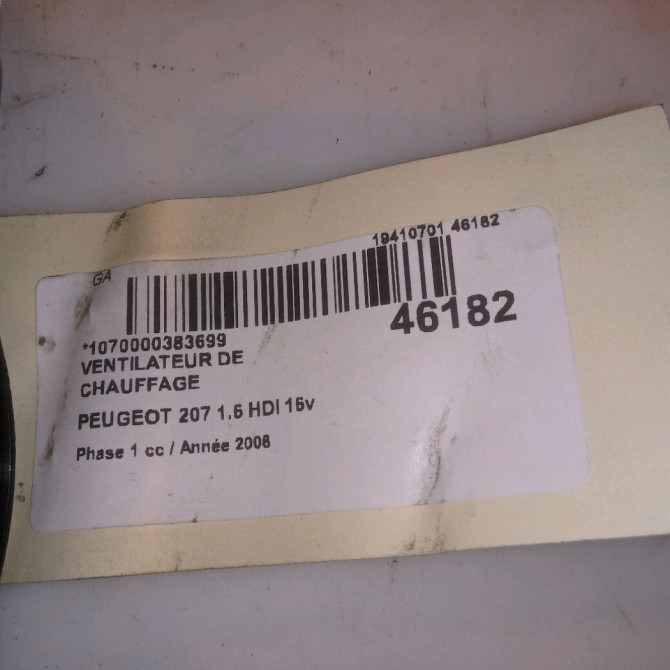 19410701 46182
GA
46182
*1070000383699
VENTILATEUR DE
CHAUFFAGE
PEUGEOT 207 1.6 HDI 16v
Phase 1 cc / Année 2008